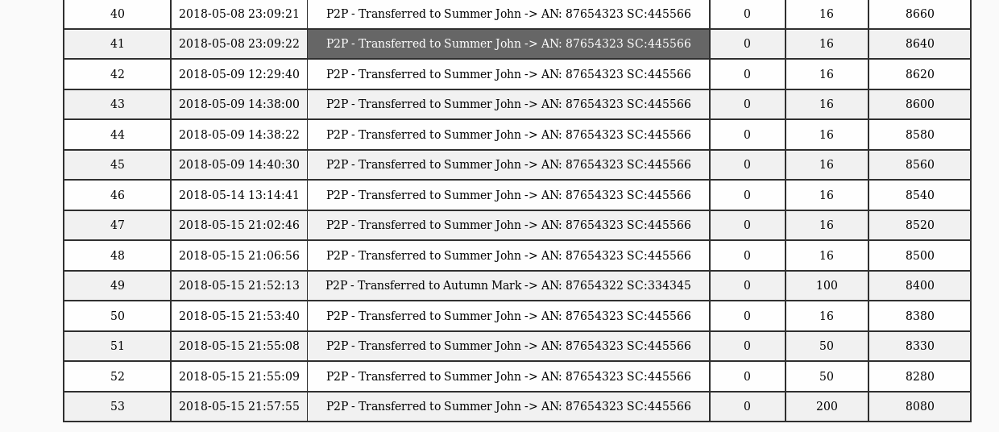 40 2018-05-08 23:09:21 P2P - Transferred to Summer John -> AN: 87654323 SC:445566 0 16 8660
41 2018-05-08 23:09:22 P2P - Transferred to Summer John -> AN: 87654323 SC:445566 0 16 8640
42 2018-05-09 12:29:40 P2P - Transferred to Summer John -> AN: 87654323 SC:445566 0 16 8620
43 2018-05-09 14:38:00 P2P - Transferred to Summer John -> AN: 87654323 SC:445566 0 16 8600
44 2018-05-09 14:38:22 P2P - Transferred to Summer John -> AN: 87654323 SC:445566 0 16 8580
45 2018-05-09 14:40:30 P2P - Transferred to Summer John -> AN: 87654323 SC:445566 0 16 8560
46 2018-05-14 13:14:41 P2P - Transferred to Summer John -> AN: 87654323 SC:445566 0 16 8540
47 2018-05-15 21:02:46 P2P - Transferred to Summer John -> AN: 87654323 SC:445566 0 16 8520
48 2018-05-15 21:06:56 P2P - Transferred to Summer John -> AN: 87654323 SC:445566 0 16 8500
49 2018-05-15 21:52:13 P2P - Transferred to Autumn Mark -> AN: 87654322 SC:334345 0 100 8400
50 2018-05-15 21:53:40 P2P - Transferred to Summer John -> AN: 87654323 SC:445566 0 16 8380
51 2018-05-15 21:55:08 P2P - Transferred to Summer John -> AN: 87654323 SC:445566 0 50 8330
52 2018-05-15 21:55:09 P2P - Transferred to Summer John -> AN: 87654323 SC:445566 0 50 8280
53 2018-05-15 21:57:55 P2P - Transferred to Summer John -> AN: 87654323 SC:445566 0 200 8080